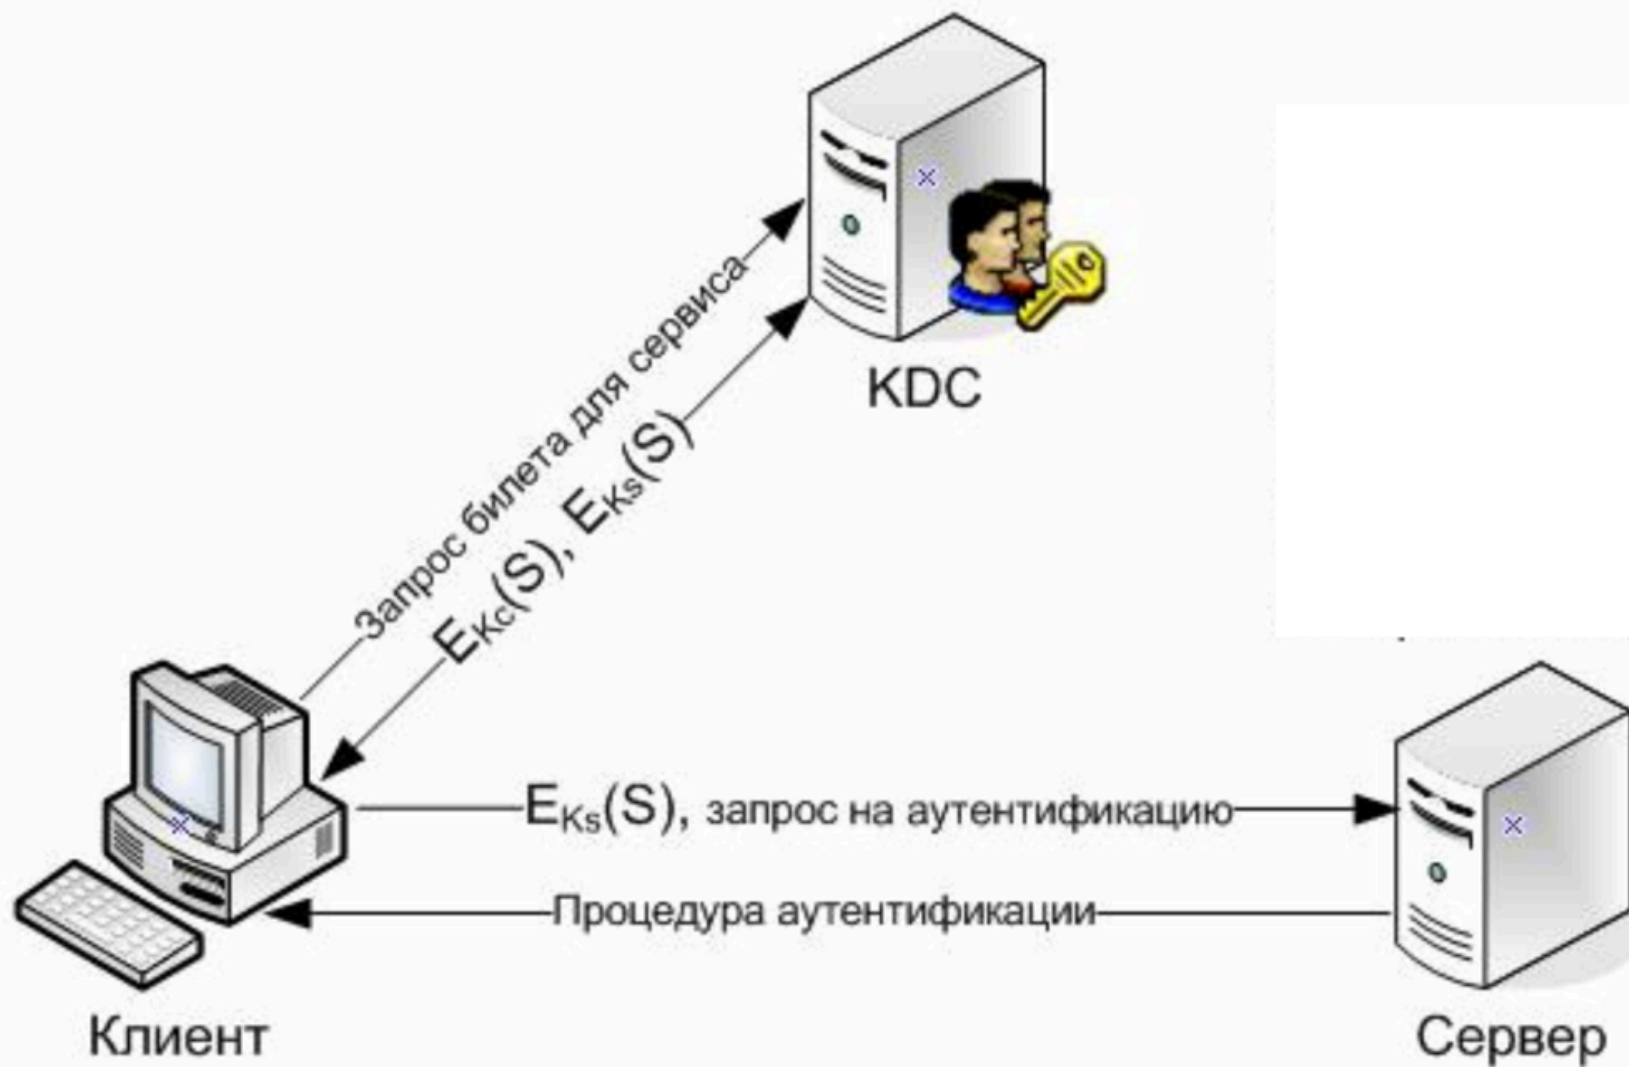 KDC
Запрос билета для сервиса
EKc(S), EKs(S)
EKs(S), запрос на аутентификацию
Процедура аутентификации
Клиент
Сервер